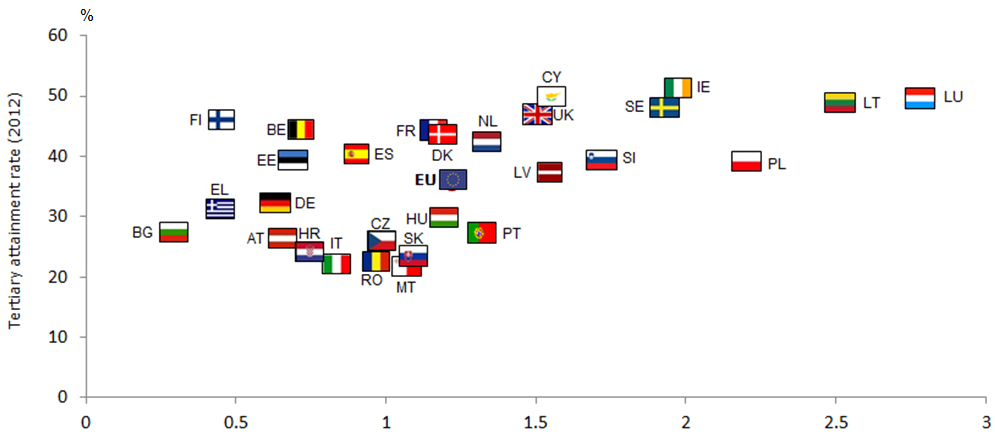 %
60
50
40
30
20
10
0
Tertiary attainment rate (2012)
0
0.5
1
1.5
2
2.5
3
CY
IE
LT
LU
FI
BE
FR
DK
NL
UK
SE
EE
ES
LV
SI
PL
EU
EL
DE
HU
PT
BG
AT
HR
IT
CZ
SK
RO
MT